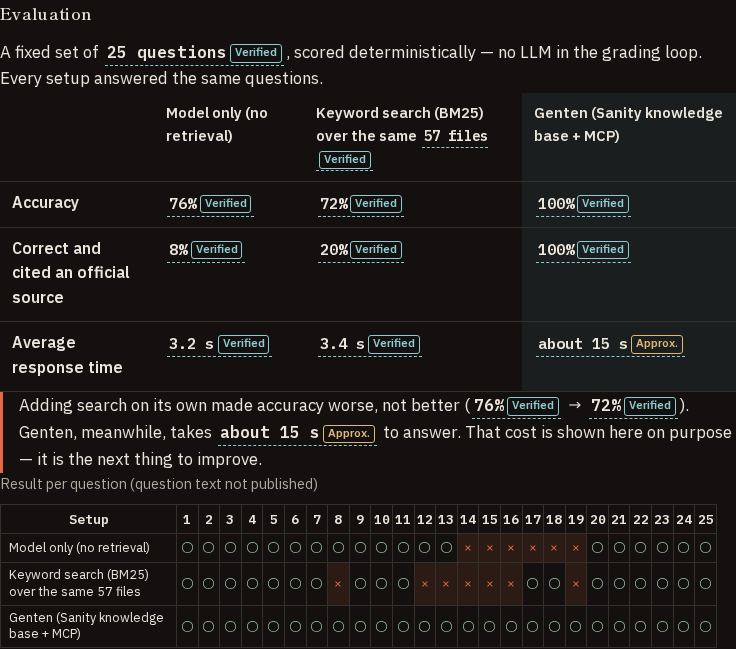 Evaluation
A fixed set of 25 questions Verified , scored deterministically — no LLM in the grading loop.
Every setup answered the same questions.
Model only (no retrieval)
Keyword search (BM25) over the same 57 files Verified
Genten (Sanity knowledge base + MCP)
Accuracy 76% Verified 72% Verified 100% Verified
Correct and cited an official source 8% Verified 20% Verified 100% Verified
Average response time 3.2 s Verified 3.4 s Verified about 15 s Approx.
Adding search on its own made accuracy worse, not better ( 76% Verified → 72% Verified ).
Genten, meanwhile, takes about 15 s Approx. to answer. That cost is shown here on purpose
— it is the next thing to improve.
Result per question (question text not published)
Setup 1 2 3 4 5 6 7 8 9 10 11 12 13 14 15 16 17 18 19 20 21 22 23 24 25
Model only (no retrieval) ○ ○ ○ ○ ○ ○ ○ ○ ○ ○ ○ ○ ○ × × × × × × ○ ○ ○ ○ ○ ○
Keyword search (BM25)
over the same 57 files ○ ○ ○ ○ ○ ○ ○ × ○ ○ ○ × × × × × ○ ○ × ○ ○ ○ ○ ○ ○
Genten (Sanity knowledge
base + MCP) ○ ○ ○ ○ ○ ○ ○ ○ ○ ○ ○ ○ ○ ○ ○ ○ ○ ○ ○ ○ ○ ○ ○ ○ ○